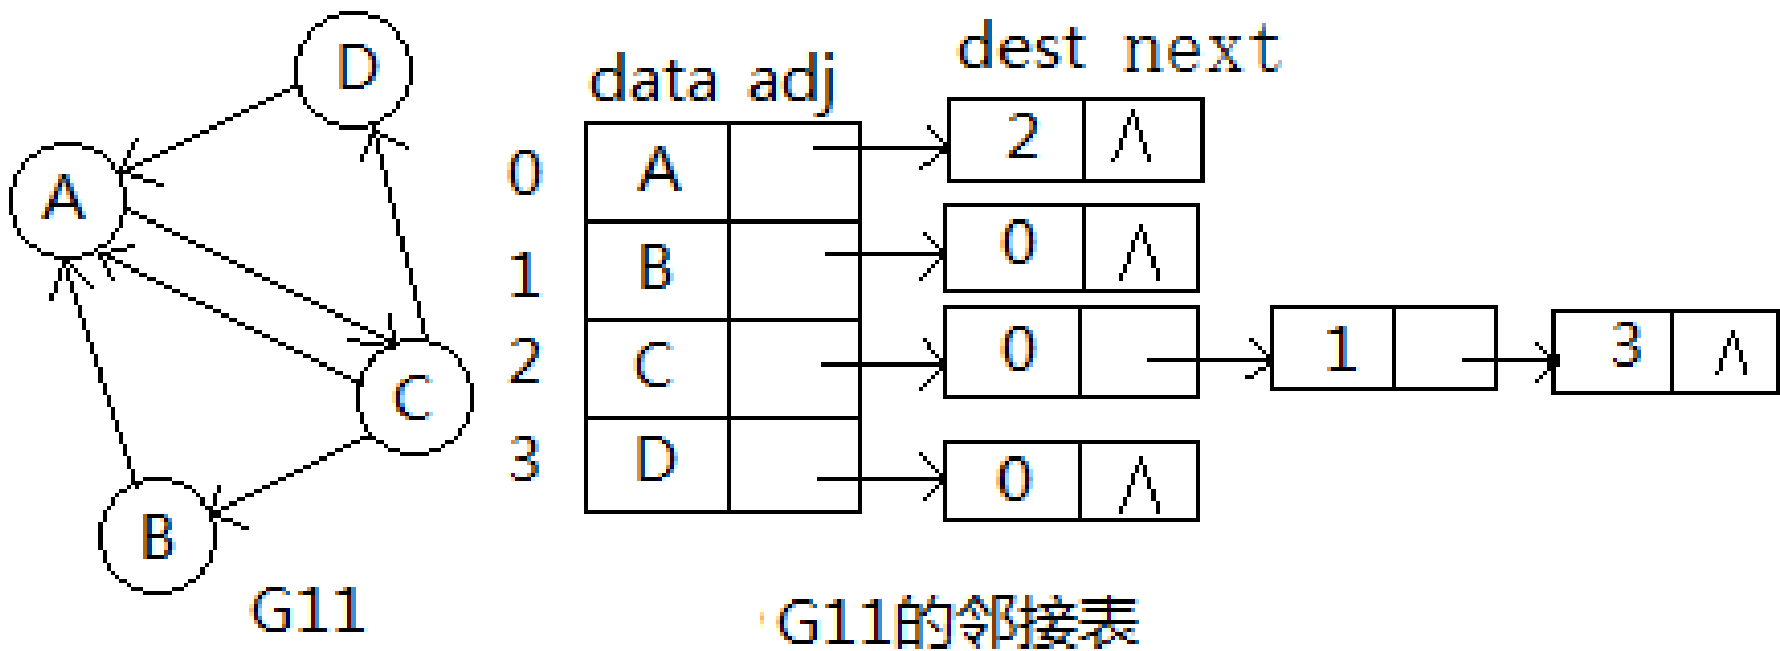 D
A
C
B
G11
data adj
dest next
0 A 2 ∧
1 B 0 ∧
2 C 0 1 3 ∧
3 D 0 ∧
G11的邻接表